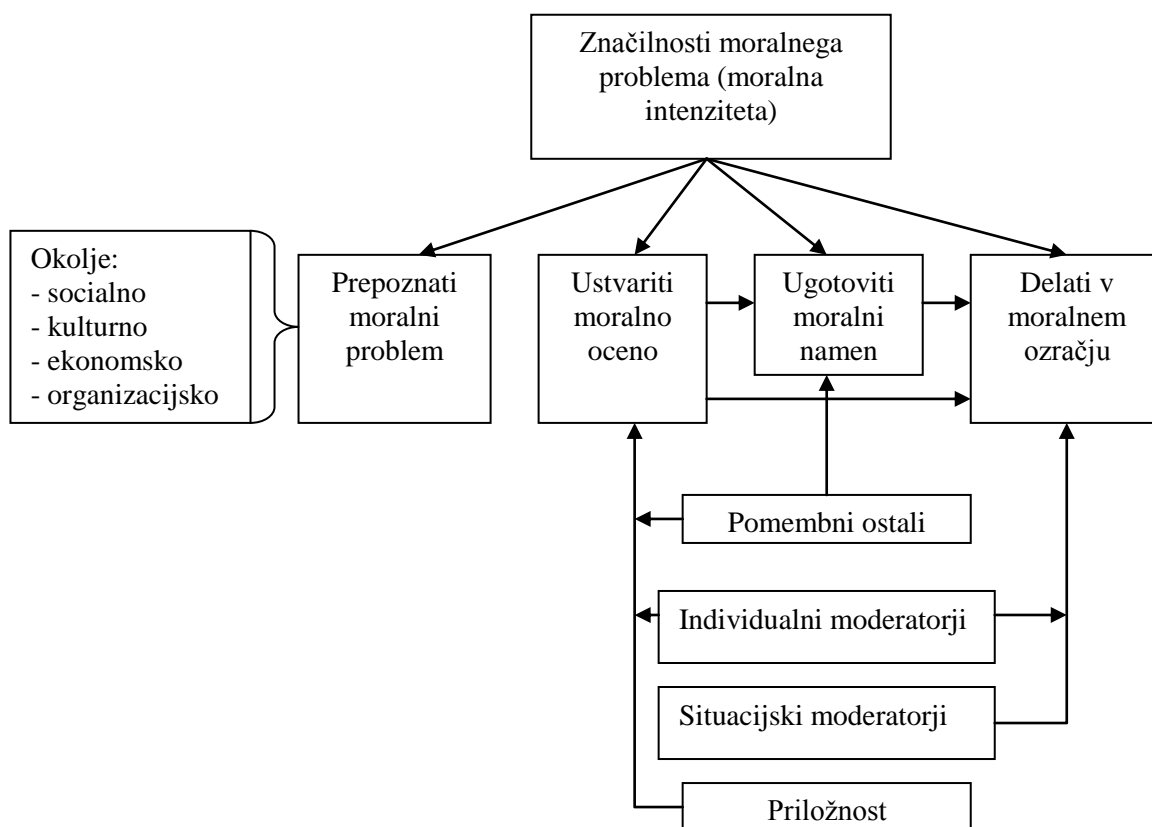 Značilnosti moralnega
problema (moralna
intenziteta)
Okolje:
- socialno
- kulturno
- ekonomsko
- organizacijsko
Prepoznati
moralni
problem
Ustvariti
moralno
oceno
Ugotoviti
moralni
namen
Delati v
moralnem
ozračju
Pomembni ostali
Individualni moderatorji
Situacijski moderatorji
Priložnost